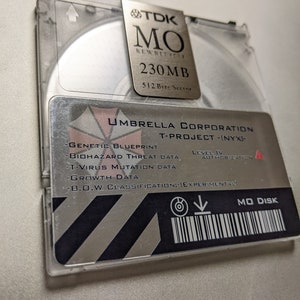 TDK
MO
REWRITABLE
230MB
512 Byte Sector
UMBRELLA CORPORATION
T-PROJECT-(NYX)-
GENETIC BLUEPRINT
BIOHAZARD THREAT DATA
T-VIRUS MUTATION DATA
GROWTH DATA
B.O.W CLASSIFICATION:(EXPERIMENTAL)
MO DISK